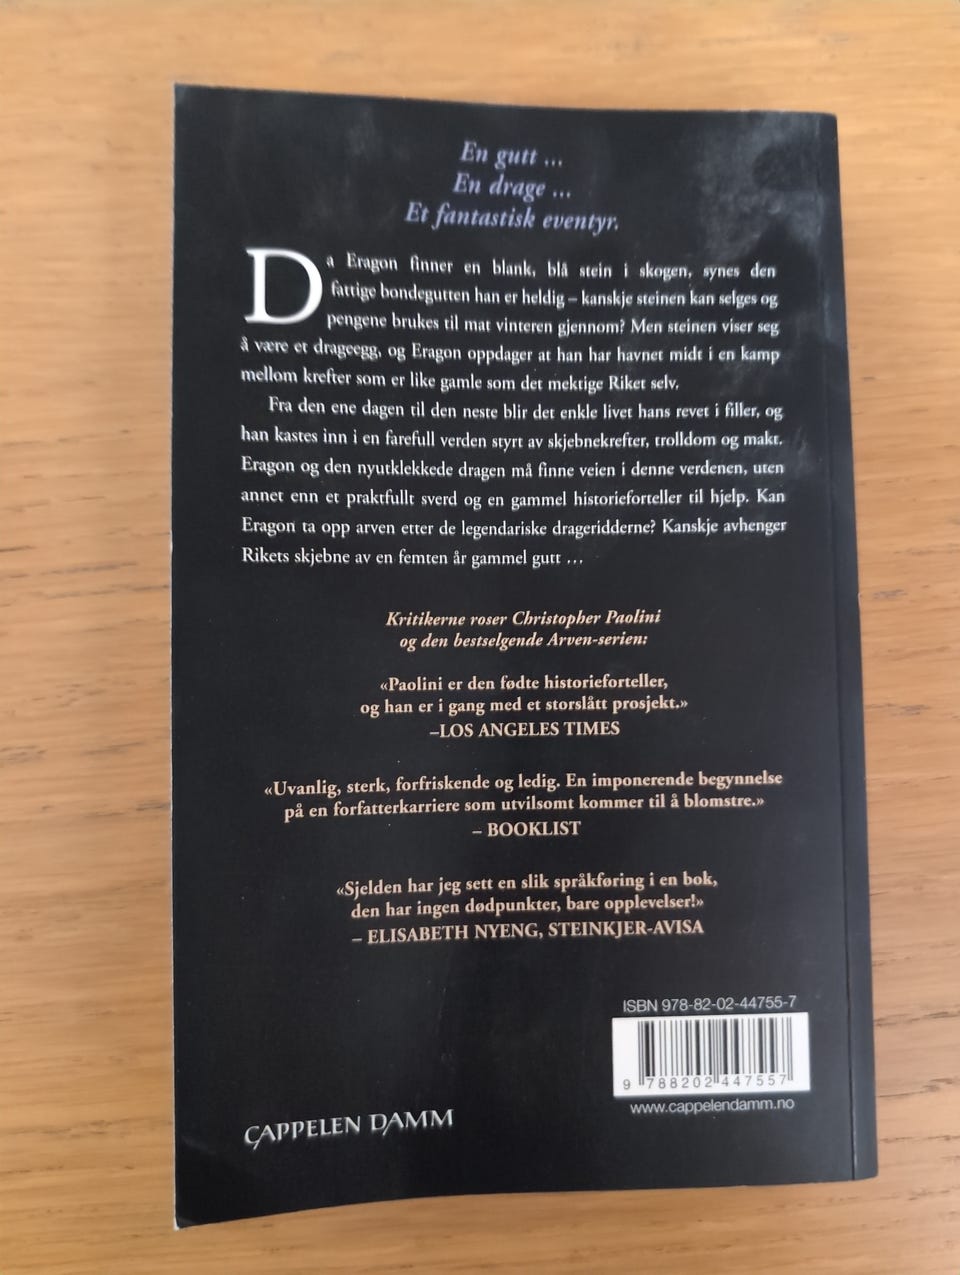 En gutt ...
En drage ...
Et fantastisk eventyr.
Da Eragon finner en blank, blå stein i skogen, synes den
fattige bondegutten han er heldig – kanskje steinen kan selges og
pengene brukes til mat vinteren gjennom? Men steinen viser seg
å være et drageegg, og Eragon oppdager at han har havnet midt i en kamp
mellom krefter som er like gamle som det mektige Riket selv.
Fra den ene dagen til den neste blir det enkle livet hans revet i filler, og
han kastes inn i en farefull verden styrt av skjebnekrefter, trolldom og makt.
Eragon og den nyutklekkede dragen må finne veien i denne verdenen, uten
annet enn et praktfullt sverd og en gammel historieforteller til hjelp. Kan
Eragon ta opp arven etter de legendariske drageridderne? Kanskje avhenger
Rikets skjebne av en femten år gammel gutt ...
Kritikerne roser Christopher Paolini
og den bestselgende Arven-serien:
«Paolini er den fødte historieforteller,
og han er i gang med et storslått prosjekt.»
–LOS ANGELES TIMES
«Uvanlig, sterk, forfriskende og ledig. En imponerende begynnelse
på en forfatterkarriere som utvilsomt kommer til å blomstre.»
– BOOKLIST
«Sjelden har jeg sett en slik språkføring i en bok,
den har ingen dødpunkter, bare opplevelser!»
– ELISABETH NYENG, STEINKJER-AVISA
ISBN 978-82-02-44755-7
9 788202 447557
www.cappelendamm.no
CAPPELEN DAMM